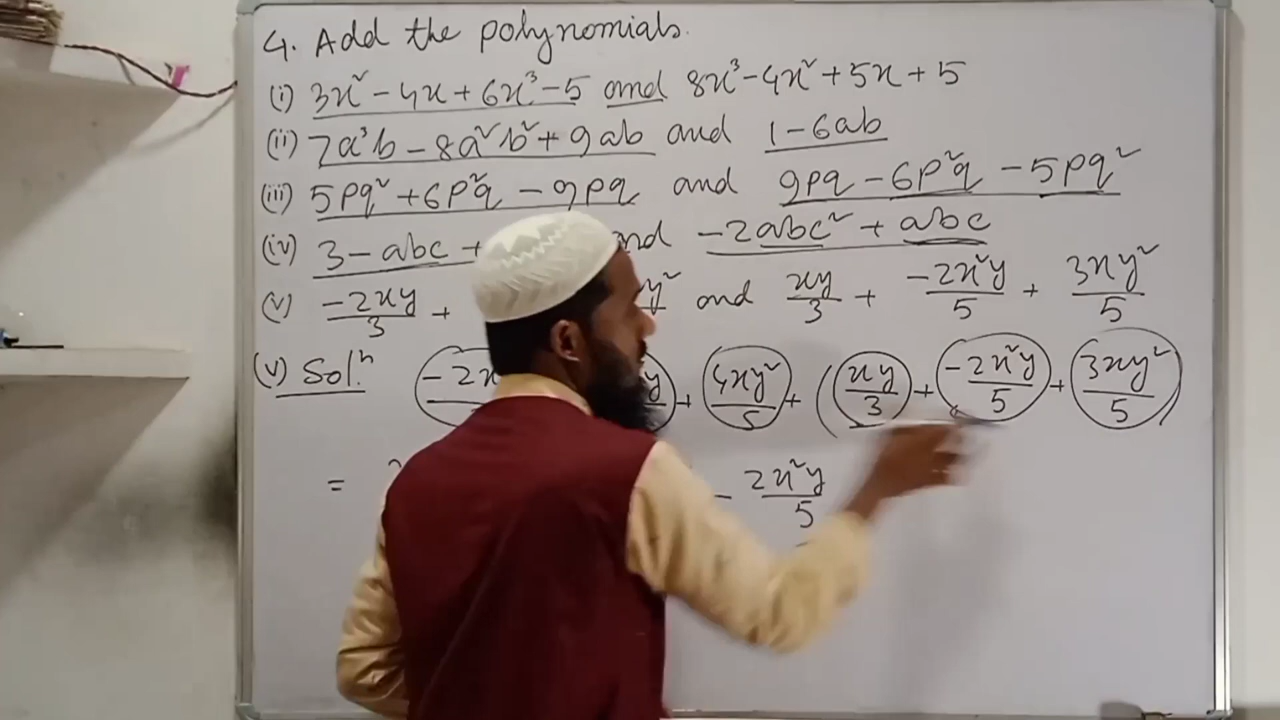 4. Add the polynomials.
(i) 3x² - 4x + 6x³ - 5 and 8x³ - 4x² + 5x + 5
(ii) 7a³b - 8a²b² + 9ab and 1 - 6ab
(iii) 5pq² + 6p²q - 9pq and 9pq - 6p²q - 5pq²
(iv) 3 - abc + and -2abc² + abc
(v) -2xy/3 + y² and xy/3 + -2x²y/5 + 3xy²/5
(v) Solⁿ. -2x y + 4xy²/5 + (xy/3 + -2x²y/5 + 3xy²/5)
= - 2x²y/5